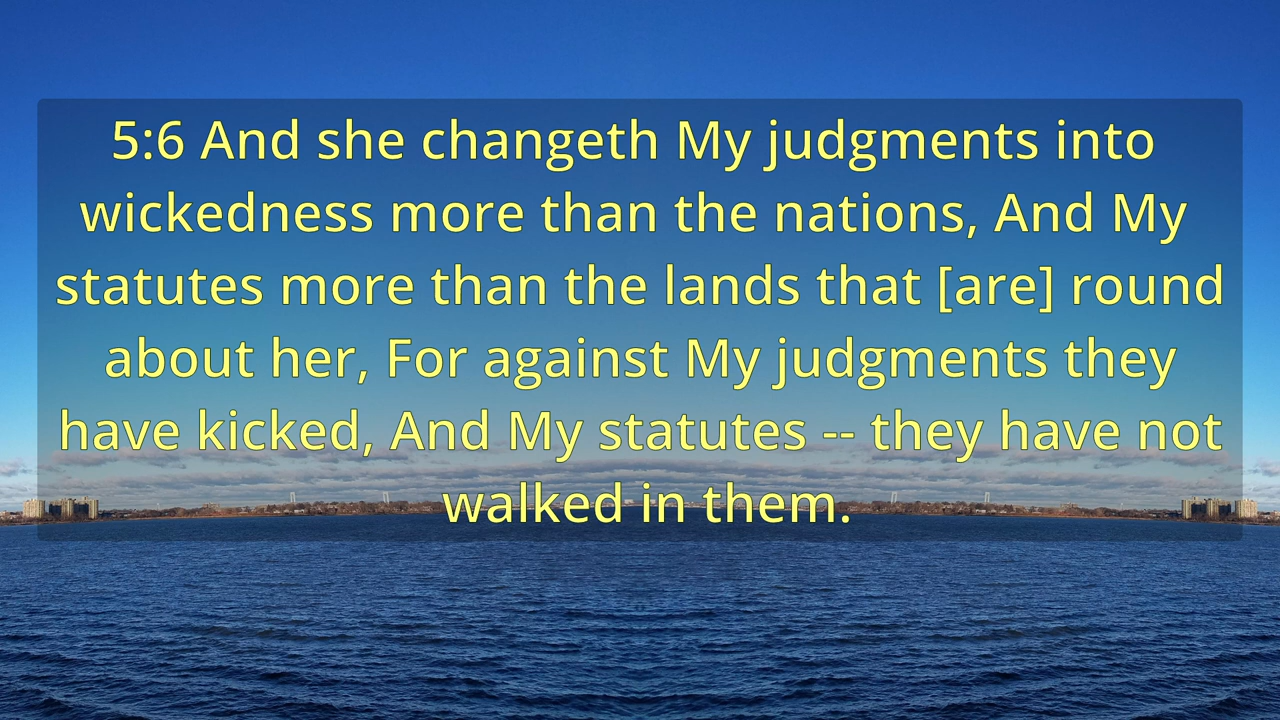 5:6 And she changeth My judgments into
wickedness more than the nations, And My
statutes more than the lands that [are] round
about her, For against My judgments they
have kicked, And My statutes -- they have not
walked in them.